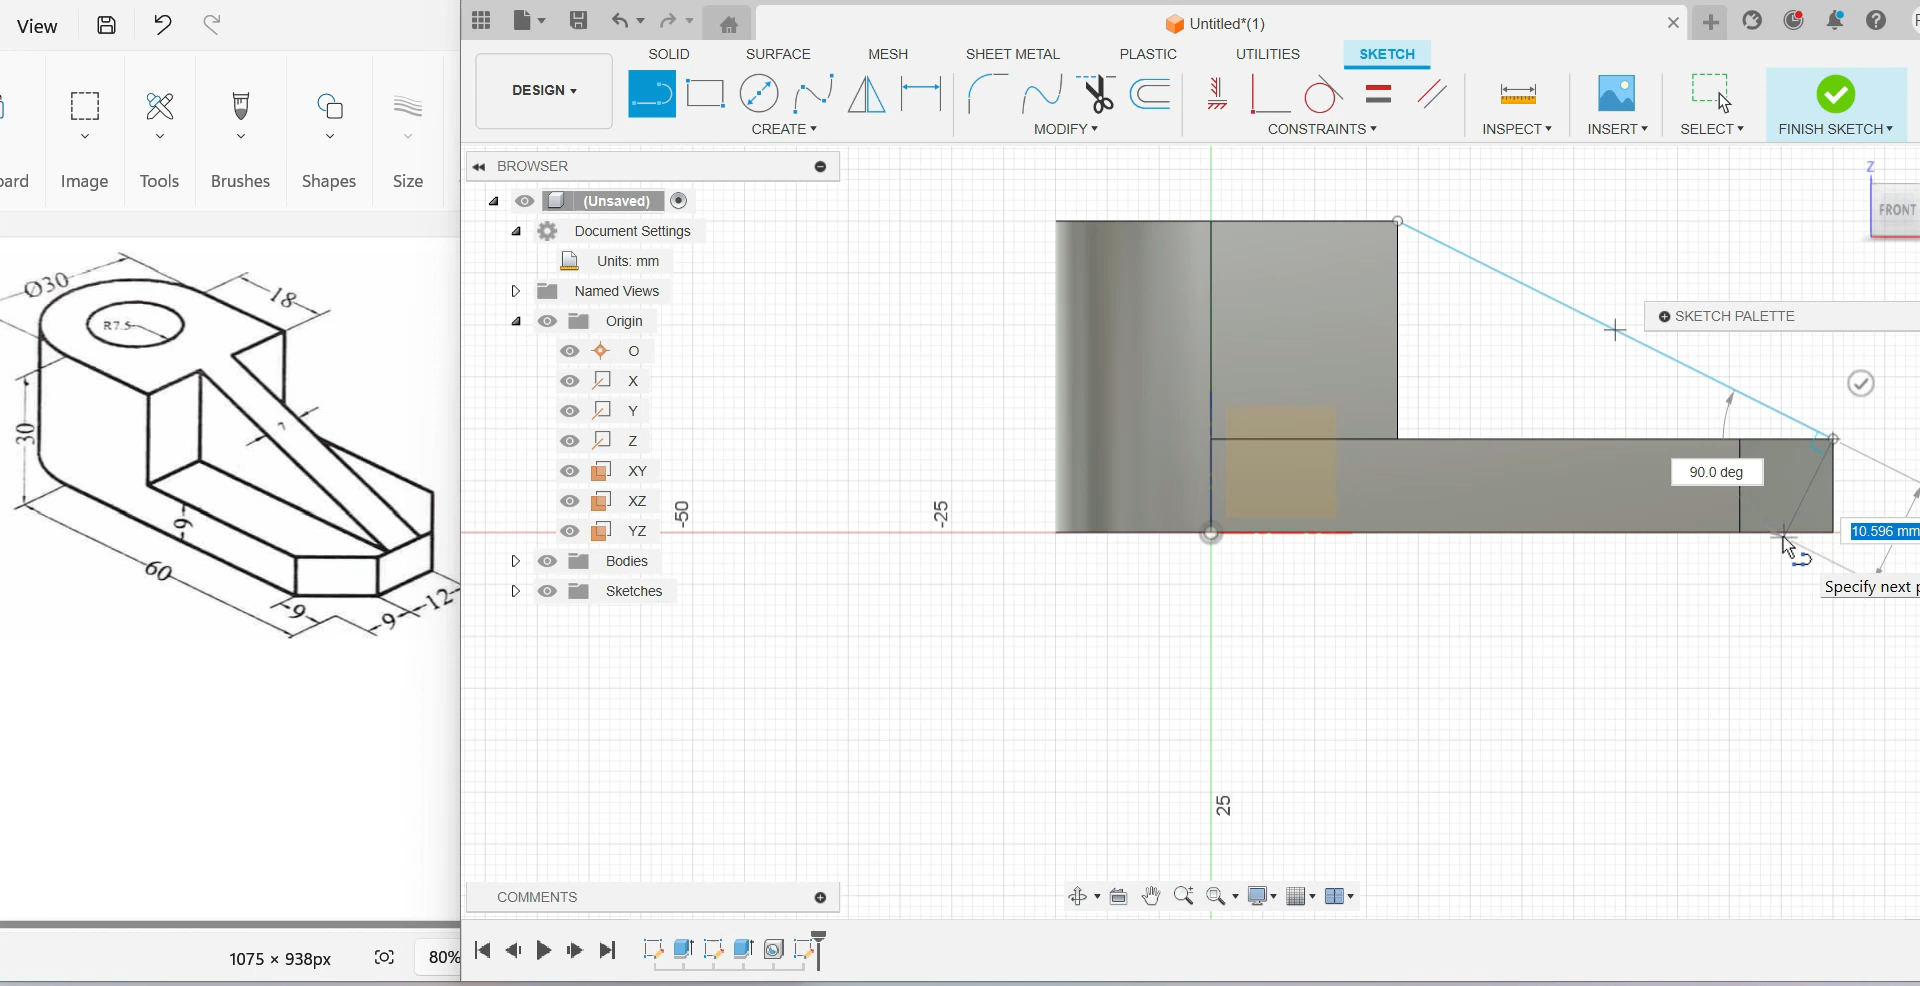 View
Untitled*(1)
SOLID SURFACE MESH SHEET METAL PLASTIC UTILITIES SKETCH
DESIGN
CREATE MODIFY CONSTRAINTS INSPECT INSERT SELECT FINISH SKETCH
ard Image Tools Brushes Shapes Size
BROWSER
(Unsaved)
Document Settings
Units: mm
Named Views
Origin
O
X
Y
Z
XY
XZ
YZ
Bodies
Sketches
Z
FRONT
SKETCH PALETTE
-50
-25
25
90.0 deg
10.596 mm
Specify next p
Ø30
18
R7.5
30
7
9
60
9
9
12
COMMENTS
1075 × 938px 80%